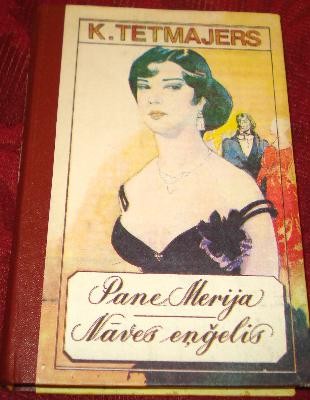 K. TETMAJERS
Pane Merija
Nāves eņģelis